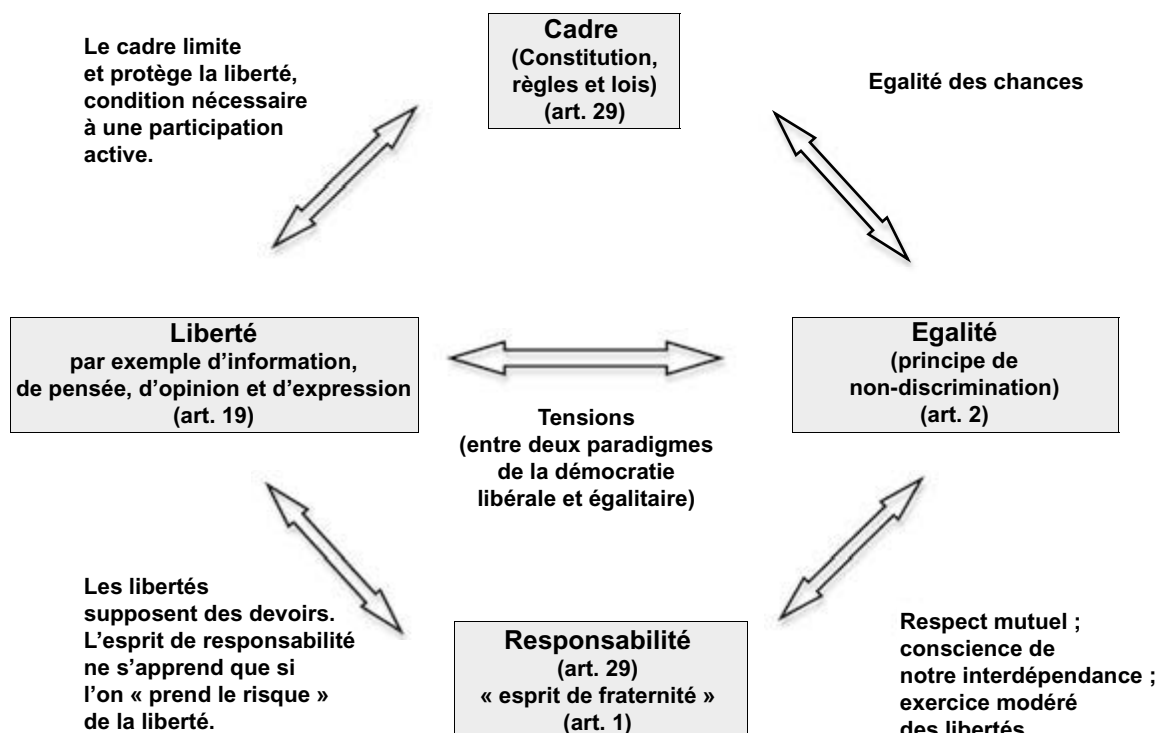 Le cadre limite
et protège la liberté,
condition nécessaire
à une participation
active.
Cadre
(Constitution,
règles et lois)
(art. 29)
Egalité des chances
Liberté
par exemple d’information,
de pensée, d’opinion et d’expression
(art. 19)
Tensions
(entre deux paradigmes
de la démocratie
libérale et égalitaire)
Egalité
(principe de
non-discrimination)
(art. 2)
Les libertés
supposent des devoirs.
L’esprit de responsabilité
ne s’apprend que si
l’on « prend le risque »
de la liberté.
Responsabilité
(art. 29)
« esprit de fraternité »
(art. 1)
Respect mutuel ;
conscience de
notre interdépendance ;
exercice modéré
des libertés